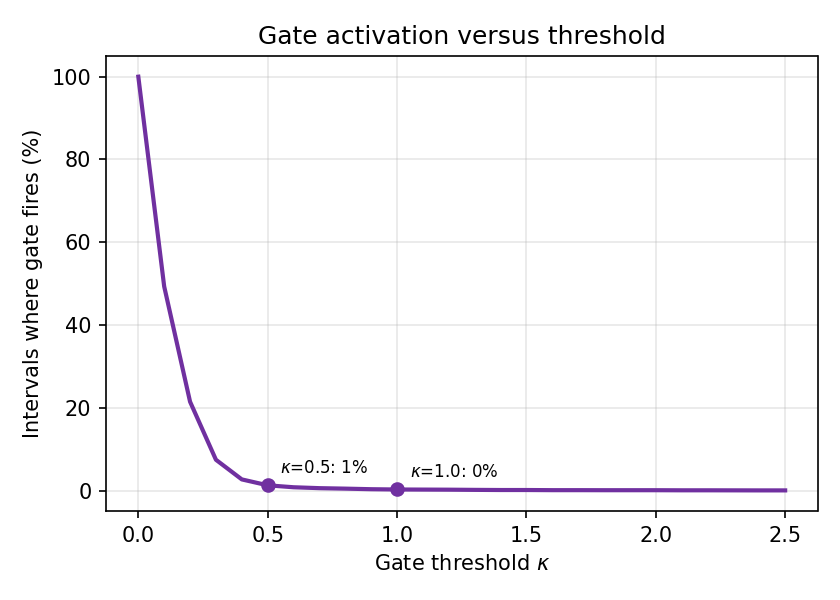 Gate activation versus threshold
Intervals where gate fires (%)
100
80
60
40
20
0
κ=0.5: 1%
κ=1.0: 0%
0.0 0.5 1.0 1.5 2.0 2.5
Gate threshold κ